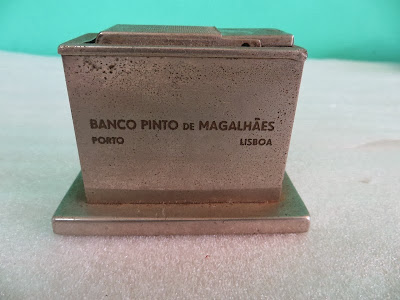 BANCO PINTO DE MAGALHÃES
PORTO LISBOA